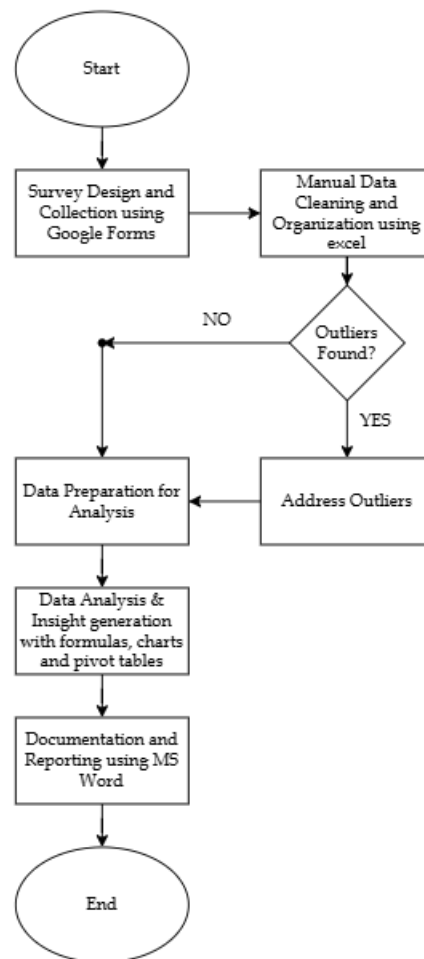 Start
Survey Design and
Collection using
Google Forms
Manual Data
Cleaning and
Organization using
excel
Outliers
Found?
NO
YES
Address Outliers
Data Preparation for
Analysis
Data Analysis &
Insight generation
with formulas, charts
and pivot tables
Documentation and
Reporting using MS
Word
End